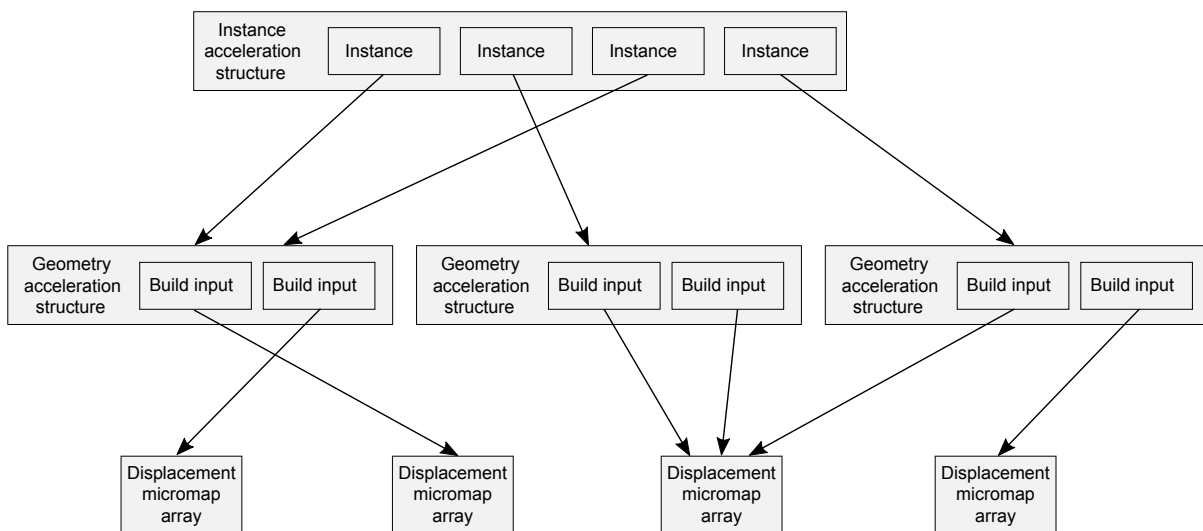 Instance
acceleration
structure
Instance
Instance
Instance
Instance
Geometry
acceleration
structure
Build input
Build input
Geometry
acceleration
structure
Build input
Build input
Geometry
acceleration
structure
Build input
Build input
Displacement
micromap
array
Displacement
micromap
array
Displacement
micromap
array
Displacement
micromap
array